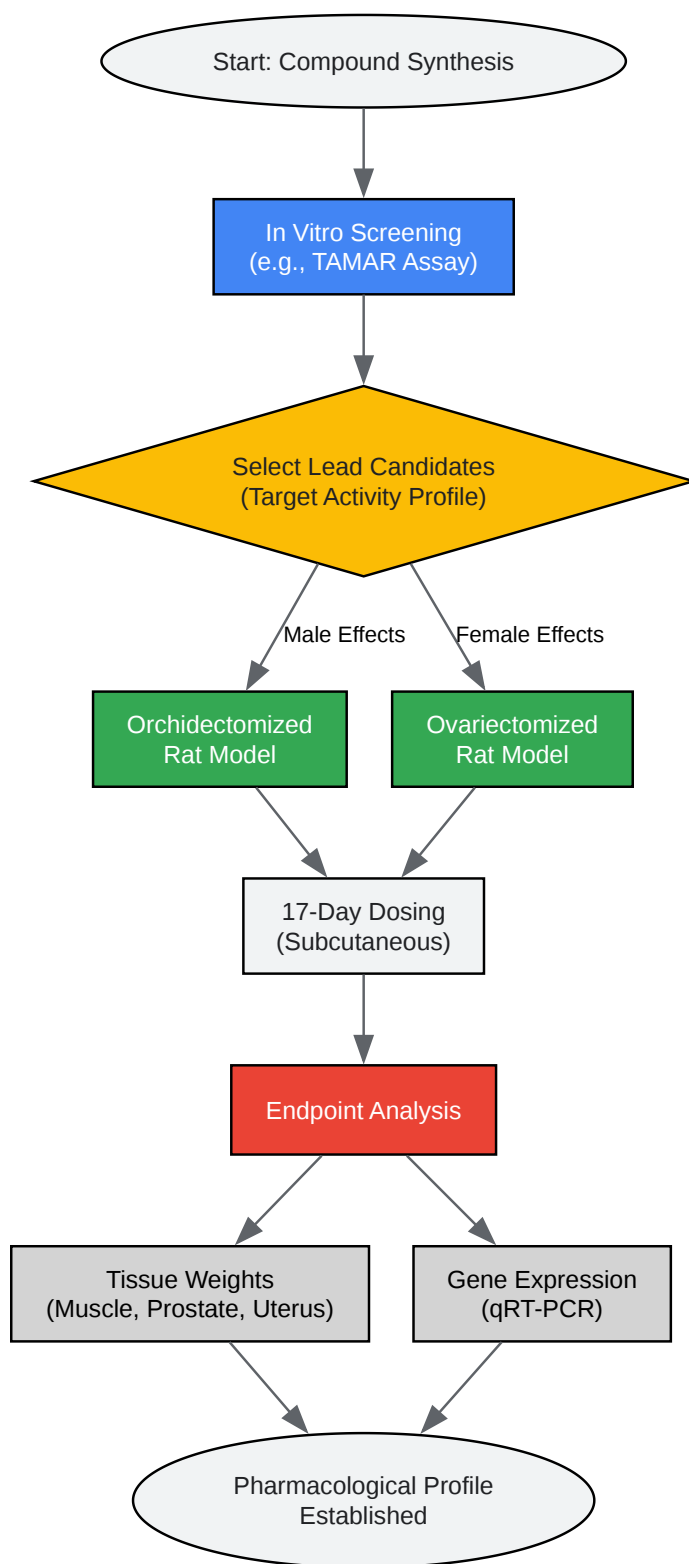 Start: Compound Synthesis
In Vitro Screening
(e.g., TAMAR Assay)
Select Lead Candidates
(Target Activity Profile)
Male Effects
Female Effects
Orchidectomized
Rat Model
Ovariectomized
Rat Model
17-Day Dosing
(Subcutaneous)
Endpoint Analysis
Tissue Weights
(Muscle, Prostate, Uterus)
Gene Expression
(qRT-PCR)
Pharmacological Profile
Established